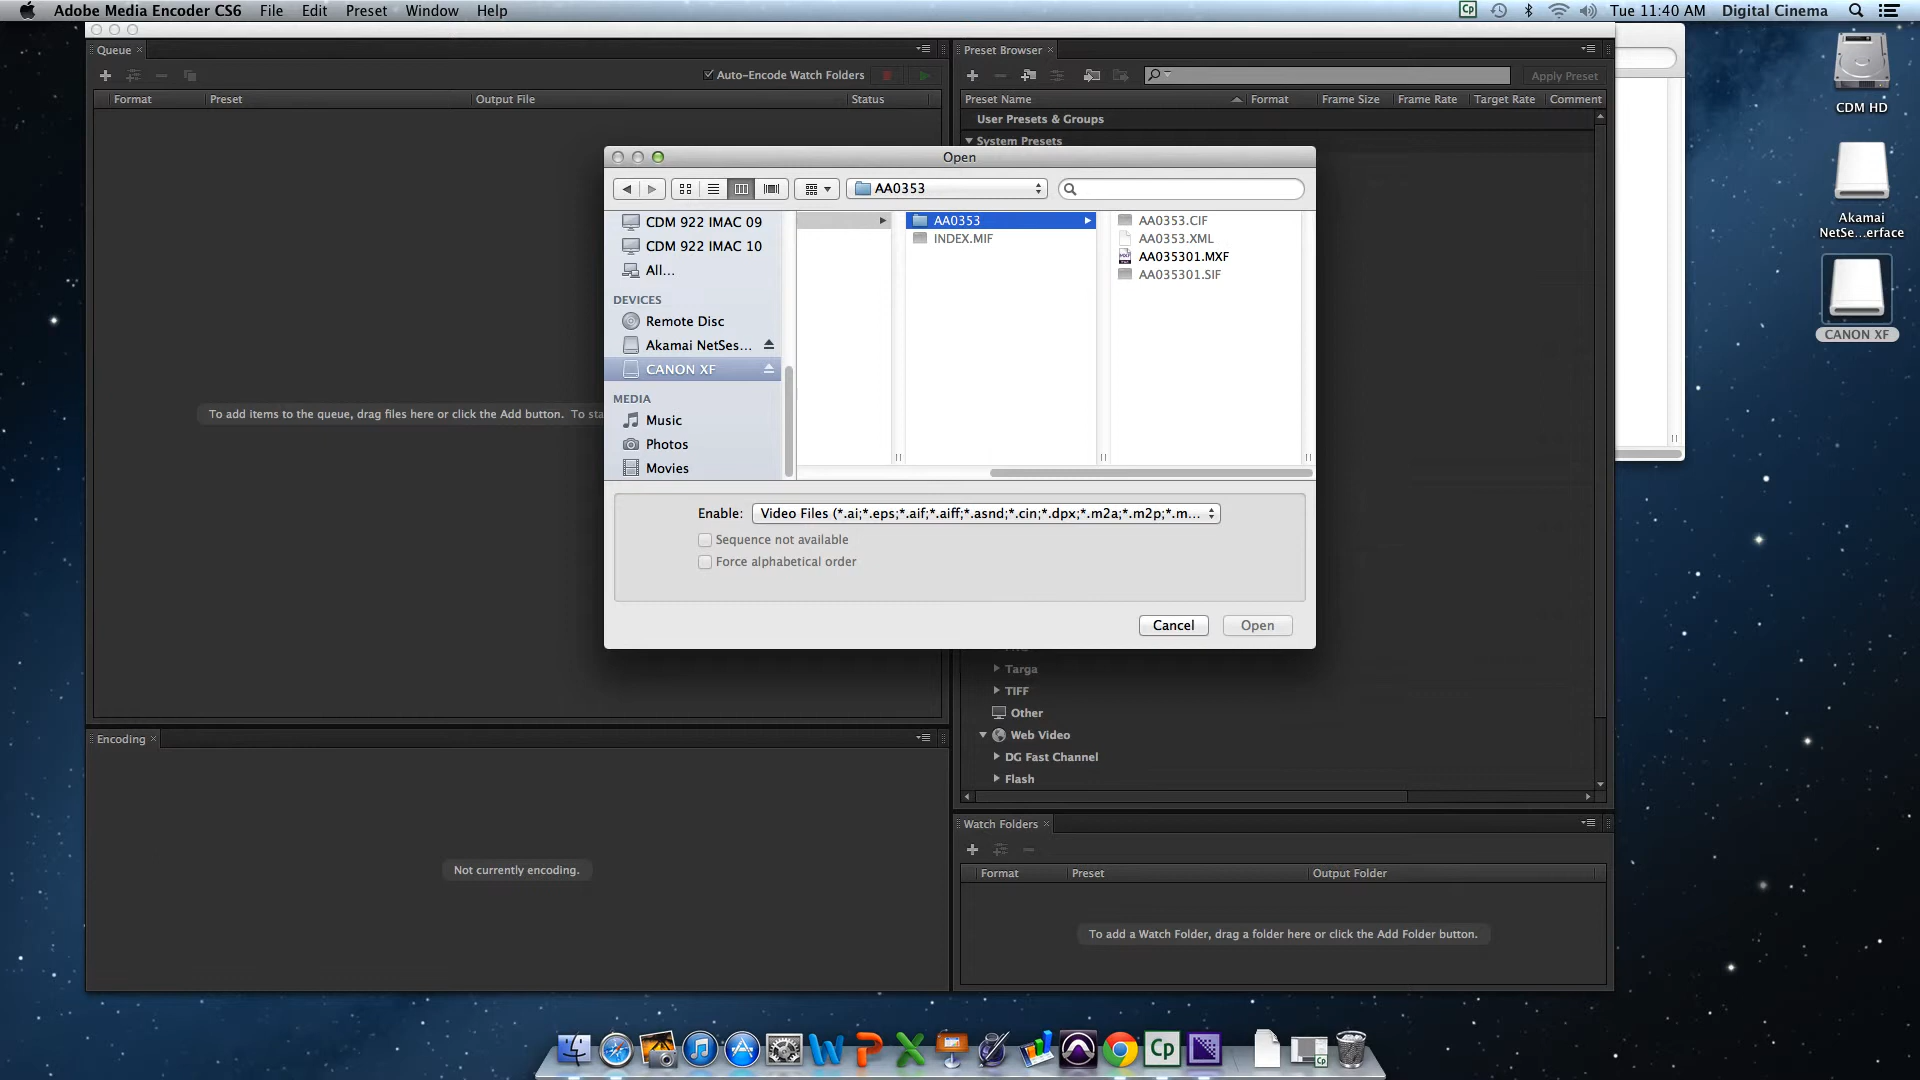 Adobe Media Encoder CS6 File Edit Preset Window Help
Tue 11:40 AM Digital Cinema
Queue
Auto-Encode Watch Folders
Format Preset Output File Status
To add items to the queue, drag files here or click the Add button. To sta
Preset Browser
Apply Preset
Preset Name Format Frame Size Frame Rate Target Rate Comment
User Presets & Groups
System Presets
Open
AA0353
CDM 922 IMAC 09
CDM 922 IMAC 10
All...
DEVICES
Remote Disc
Akamai NetSes...
CANON XF
MEDIA
Music
Photos
Movies
AA0353
INDEX.MIF
AA0353.CIF
AA0353.XML
AA035301.MXF
AA035301.SIF
Enable: Video Files (*.ai;*.eps;*.aif;*.aiff;*.asnd;*.cin;*.dpx;*.m2a;*.m2p;*.m...
Sequence not available
Force alphabetical order
Cancel Open
Targa
TIFF
Other
Web Video
DG Fast Channel
Flash
Encoding
Not currently encoding.
Watch Folders
Format Preset Output Folder
To add a Watch Folder, drag a folder here or click the Add Folder button.
CDM HD
Akamai
NetSe...erface
CANON XF
Cp
Cp